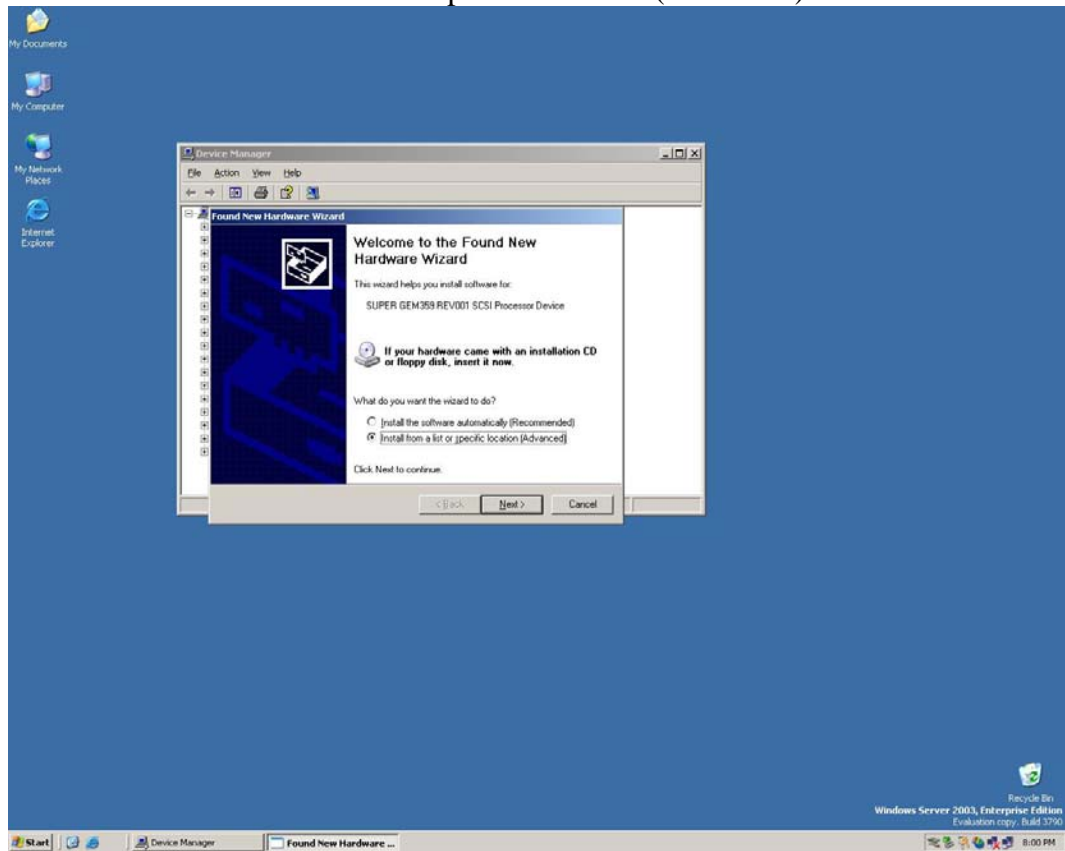 My Documents
My Computer
My Network
Places
Internet
Explorer
Device Manager
File Action View Help
Found New Hardware Wizard
Welcome to the Found New
Hardware Wizard
This wizard helps you install software for:
SUPER GEM359 REV001 SCSI Processor Device
If your hardware came with an installation CD
or floppy disk, insert it now.
What do you want the wizard to do?
Install the software automatically (Recommended)
Install from a list or specific location (Advanced)
Click Next to continue.
< Back Next > Cancel
Recycle Bin
Windows Server 2003, Enterprise Edition
Evaluation copy. Build 3790
Start Device Manager Found New Hardware ... 8:00 PM